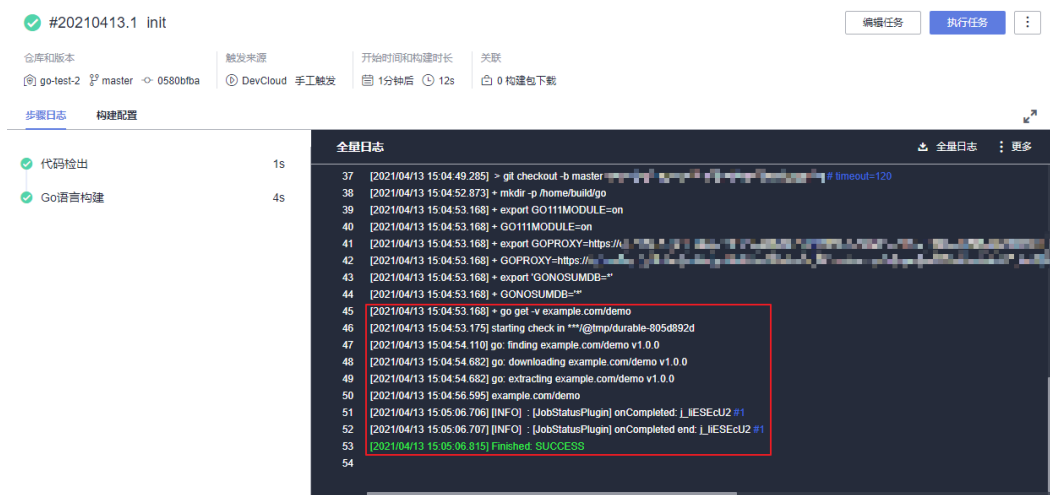 #20210413.1 init
编辑任务 执行任务
仓库和版本 触发来源 开始时间和构建时长 关联
go-test-2 master 0580bfba DevCloud 手工触发 1分钟后 12s 0 构建包下载
步骤日志 构建配置
代码检出 1s
Go语言构建 4s
全量日志 全量日志 更多
37 [2021/04/13 15:04:49.285] > git checkout -b master # timeout=120
38 [2021/04/13 15:04:52.873] + mkdir -p /home/build/go
39 [2021/04/13 15:04:53.168] + export GO111MODULE=on
40 [2021/04/13 15:04:53.168] + GO111MODULE=on
41 [2021/04/13 15:04:53.168] + export GOPROXY=https://
42 [2021/04/13 15:04:53.168] + GOPROXY=https://
43 [2021/04/13 15:04:53.168] + export 'GONOSUMDB=*'
44 [2021/04/13 15:04:53.168] + GONOSUMDB='*'
45 [2021/04/13 15:04:53.168] + go get -v example.com/demo
46 [2021/04/13 15:04:53.175] starting check in ***/@tmp/durable-805d892d
47 [2021/04/13 15:04:54.110] go: finding example.com/demo v1.0.0
48 [2021/04/13 15:04:54.682] go: downloading example.com/demo v1.0.0
49 [2021/04/13 15:04:54.682] go: extracting example.com/demo v1.0.0
50 [2021/04/13 15:04:56.595] example.com/demo
51 [2021/04/13 15:05:06.706] [INFO] : [JobStatusPlugin] onCompleted: j_IiESEcU2 #1
52 [2021/04/13 15:05:06.707] [INFO] : [JobStatusPlugin] onCompleted end: j_IiESEcU2 #1
53 [2021/04/13 15:05:06.815] Finished: SUCCESS
54